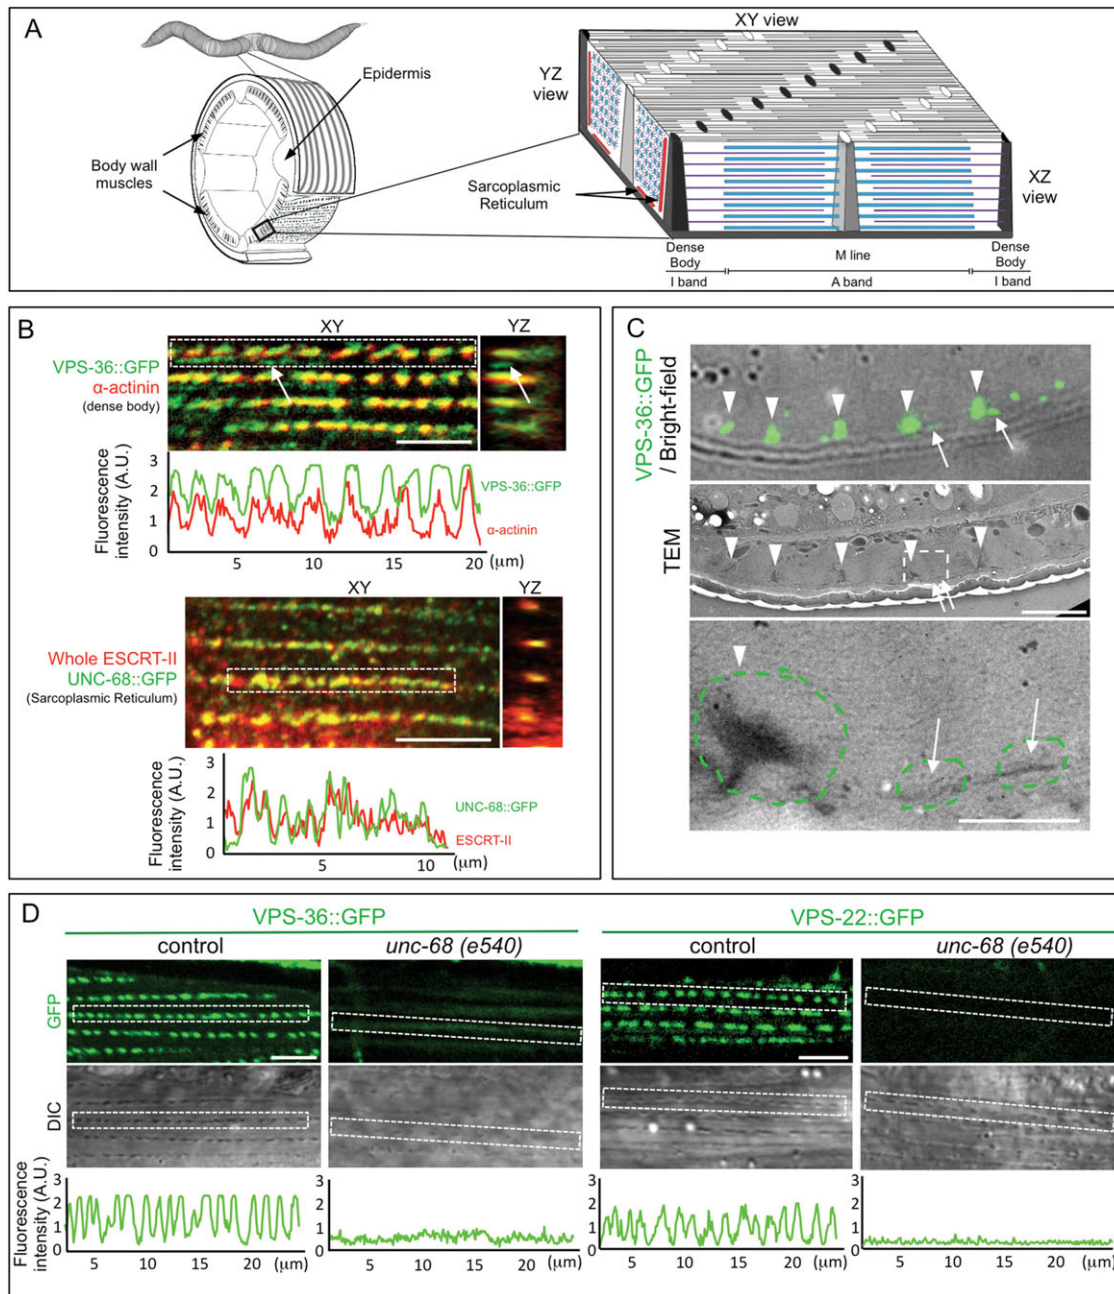 A
XY view
Epidermis
YZ
view
Body wall
muscles
Sarcoplasmic
Reticulum
XZ
view
Dense
Body
M line
Dense
Body
I band
A band
I band
B
XY
YZ
VPS-36::GFP
α-actinin
(dense body)
Fluorescence
intensity (A.U.)
3
2
1
0
VPS-36::GFP
α-actinin
5
10
15
20
(μm)
XY
YZ
Whole ESCRT-II
UNC-68::GFP
(Sarcoplasmic Reticulum)
Fluorescence
intensity (A.U.)
3
2
1
0
UNC-68::GFP
ESCRT-II
5
10
(μm)
C
VPS-36::GFP
/ Bright-field
TEM
D
VPS-36::GFP
VPS-22::GFP
control
unc-68 (e540)
control
unc-68 (e540)
GFP
DIC
Fluorescence
intensity (A.U.)
3
2
1
0
5
10
15
20
(μm)
3
2
1
0
5
10
15
20
(μm)
3
2
1
0
5
10
15
20
(μm)
3
2
1
0
5
10
15
20
(μm)